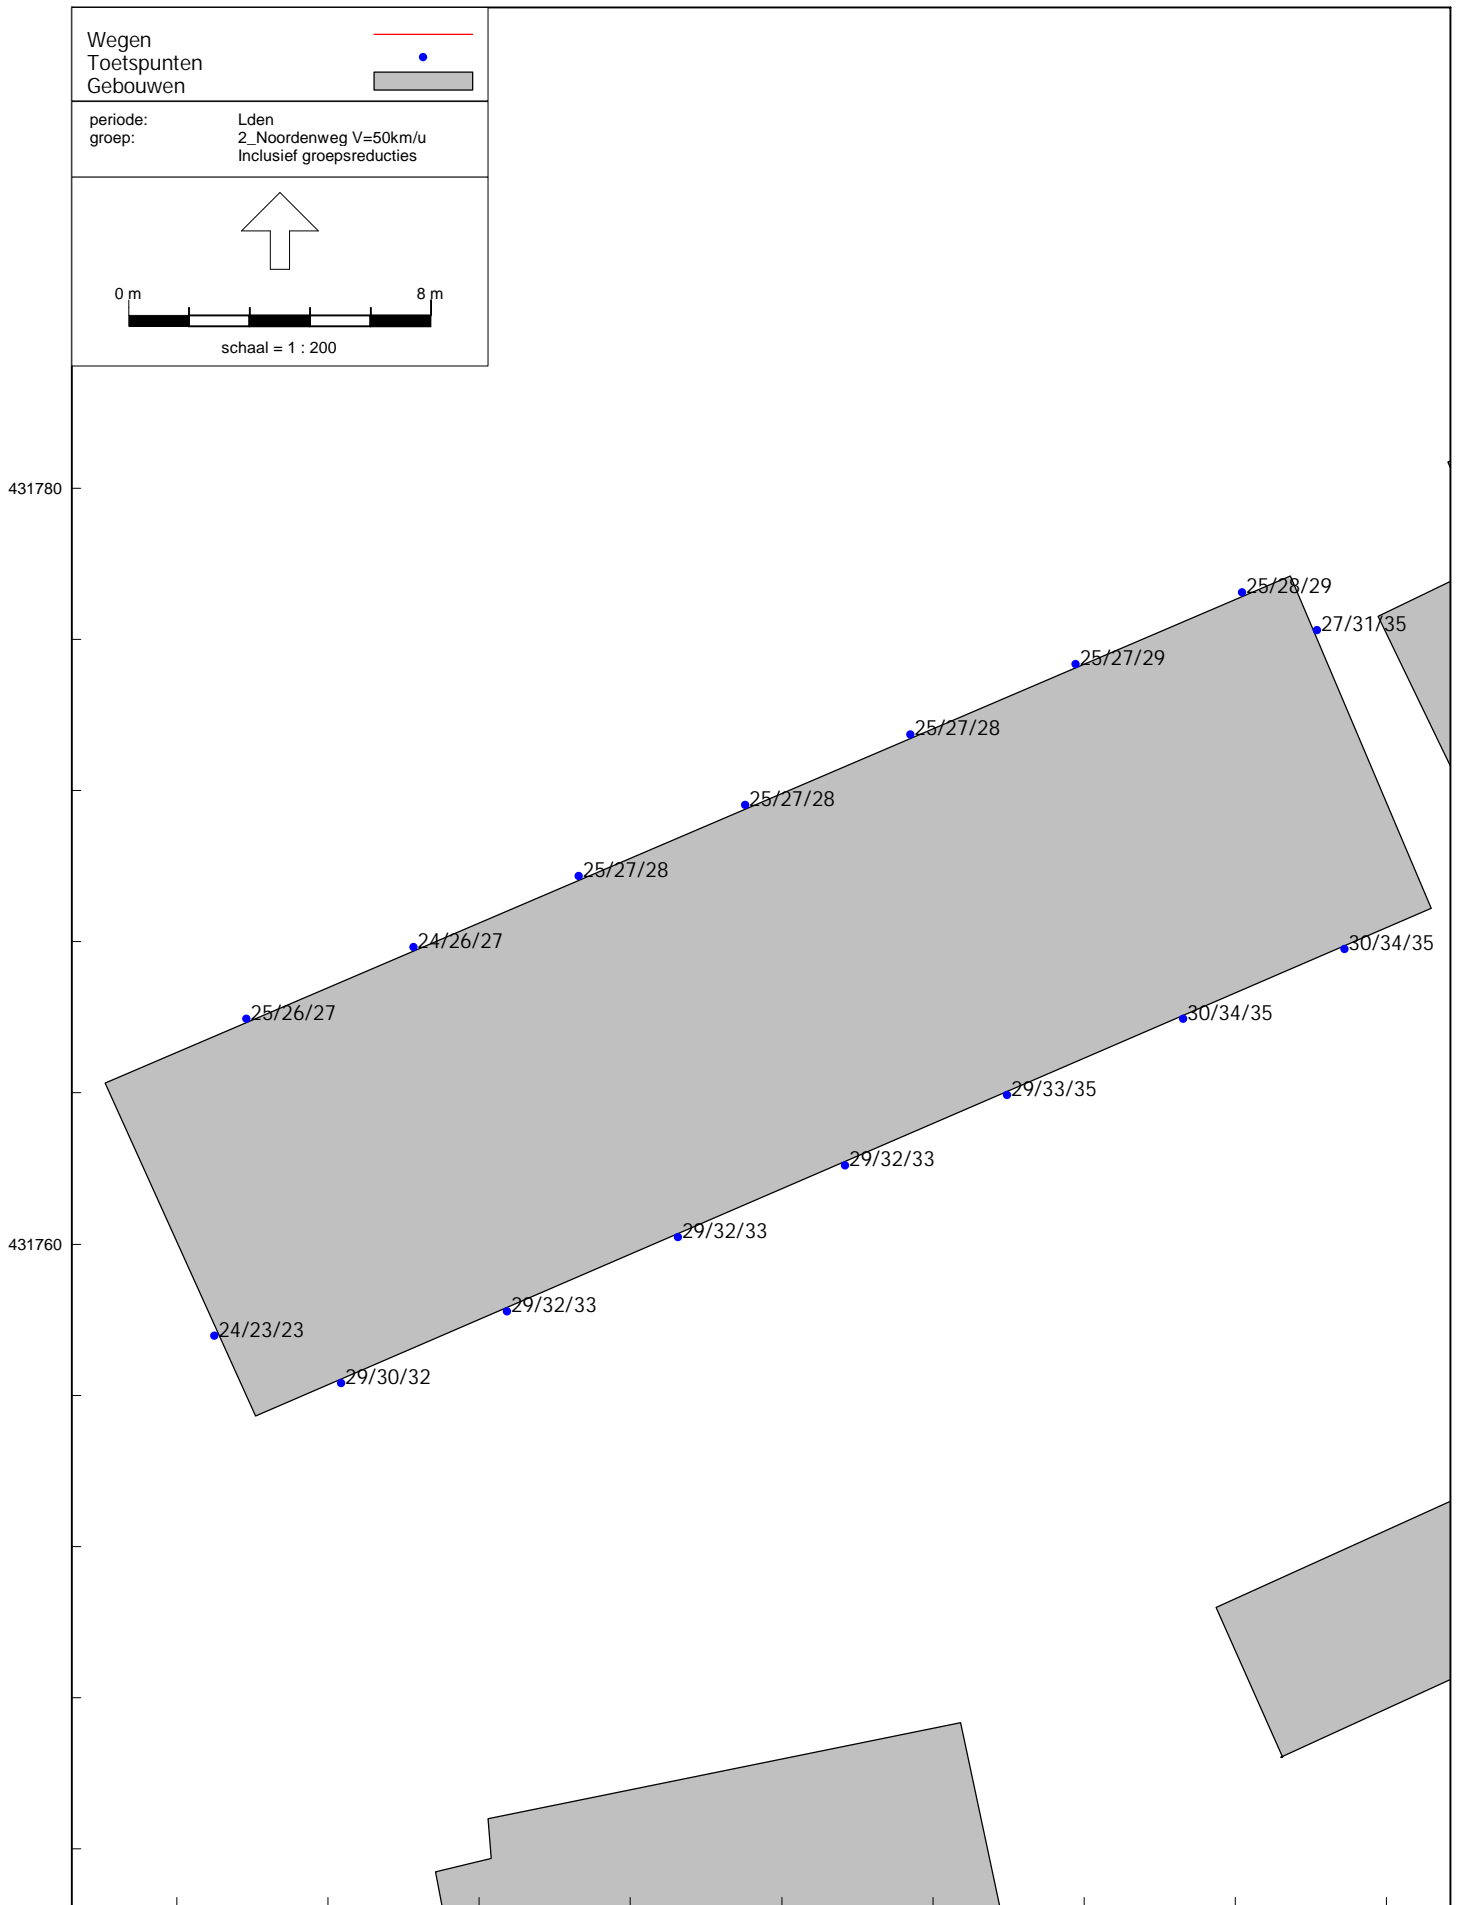 Wegen
Toetspunten
Gebouwen
periode: Lden
groep: 2_Noordenweg V=50km/u
Inclusief groepsreducties
0 m 8 m
schaal = 1 : 200
431780
25/28/29
27/31/35
25/27/29
25/27/28
25/27/28
25/27/28
24/26/27
30/34/35
25/26/27
30/34/35
29/33/35
29/32/33
29/32/33
431760
29/32/33
24/23/23
29/30/32